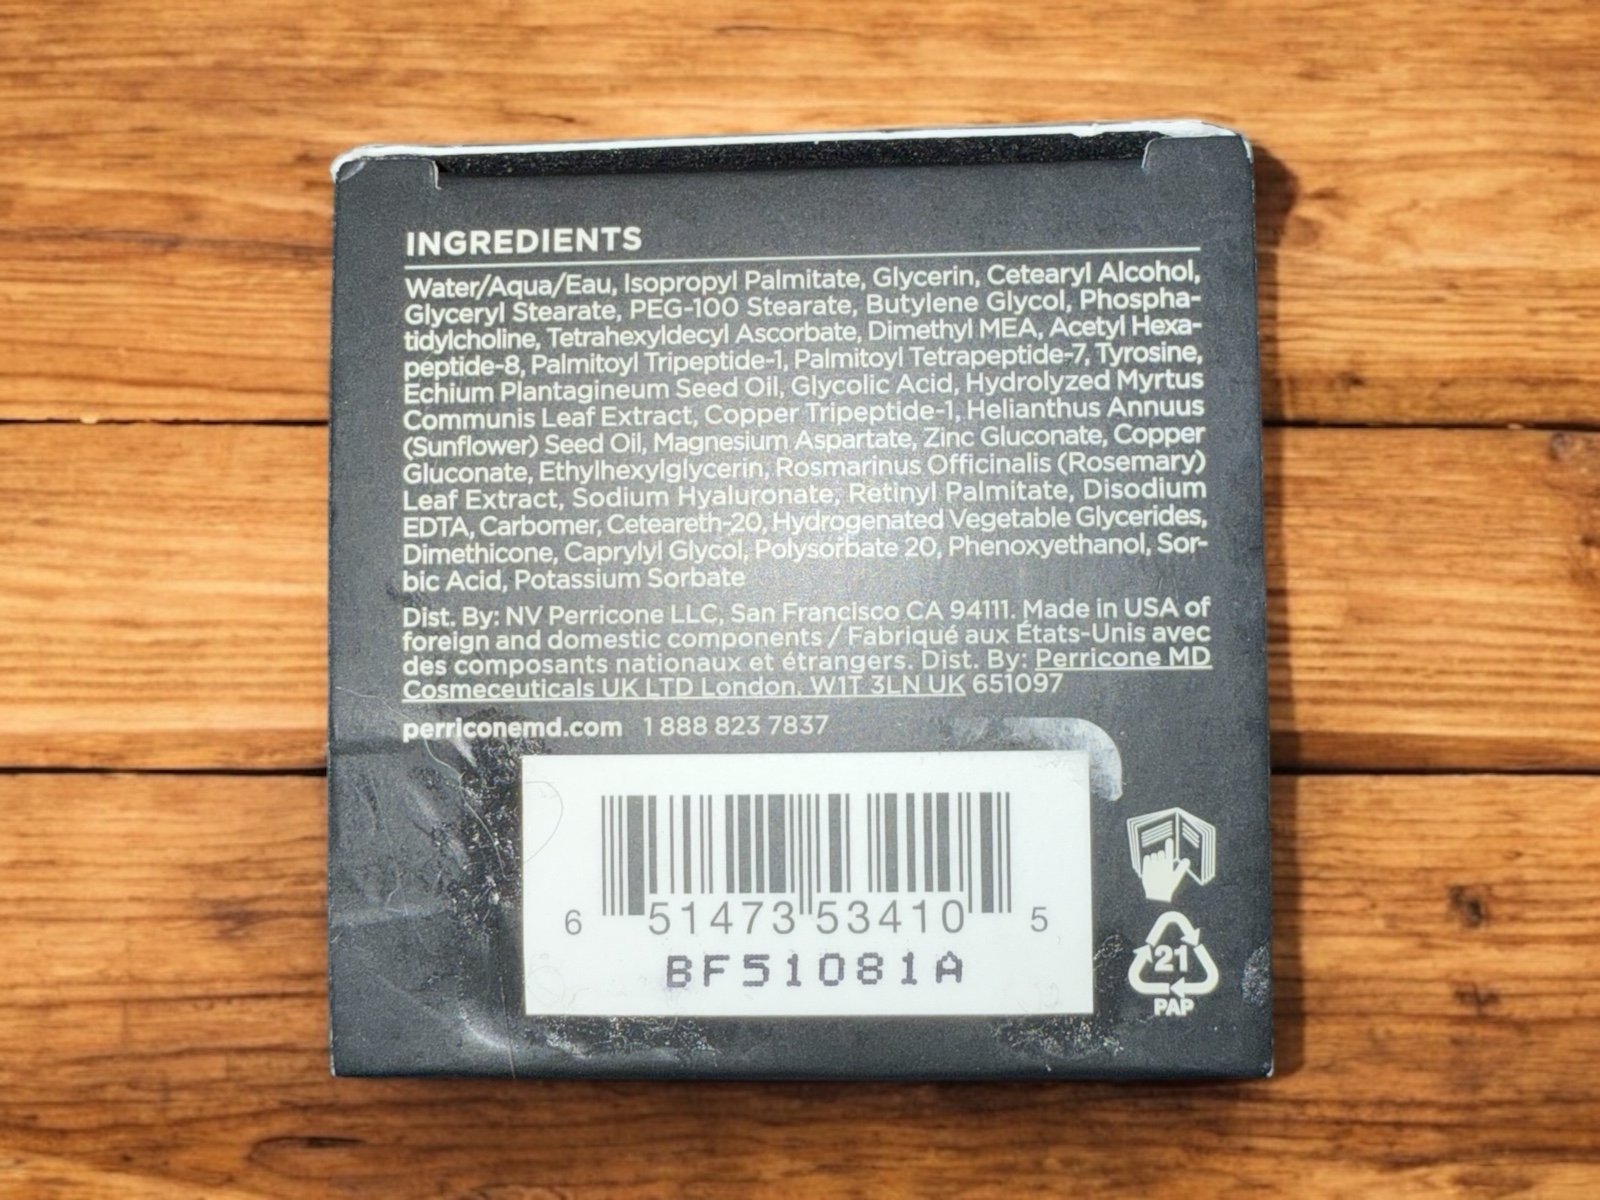 INGREDIENTS
Water/Aqua/Eau, Isopropyl Palmitate, Glycerin, Cetearyl Alcohol,
Glyceryl Stearate, PEG-100 Stearate, Butylene Glycol, Phospha-
tidylcholine, Tetrahexyldecyl Ascorbate, Dimethyl MEA, Acetyl Hexa-
peptide-8, Palmitoyl Tripeptide-1, Palmitoyl Tetrapeptide-7, Tyrosine,
Echium Plantagineum Seed Oil, Glycolic Acid, Hydrolyzed Myrtus
Communis Leaf Extract, Copper Tripeptide-1, Helianthus Annuus
(Sunflower) Seed Oil, Magnesium Aspartate, Zinc Gluconate, Copper
Gluconate, Ethylhexylglycerin, Rosmarinus Officinalis (Rosemary)
Leaf Extract, Sodium Hyaluronate, Retinyl Palmitate, Disodium
EDTA, Carbomer, Ceteareth-20, Hydrogenated Vegetable Glycerides,
Dimethicone, Caprylyl Glycol, Polysorbate 20, Phenoxyethanol, Sor-
bic Acid, Potassium Sorbate
Dist. By: NV Perricone LLC, San Francisco CA 94111. Made in USA of
foreign and domestic components / Fabriqué aux États-Unis avec
des composants nationaux et étrangers. Dist. By: Perricone MD
Cosmeceuticals UK LTD London. W1T 3LN UK 651097
perriconemd.com 1 888 823 7837
6 51473 53410 5
BF51081A
21
PAP